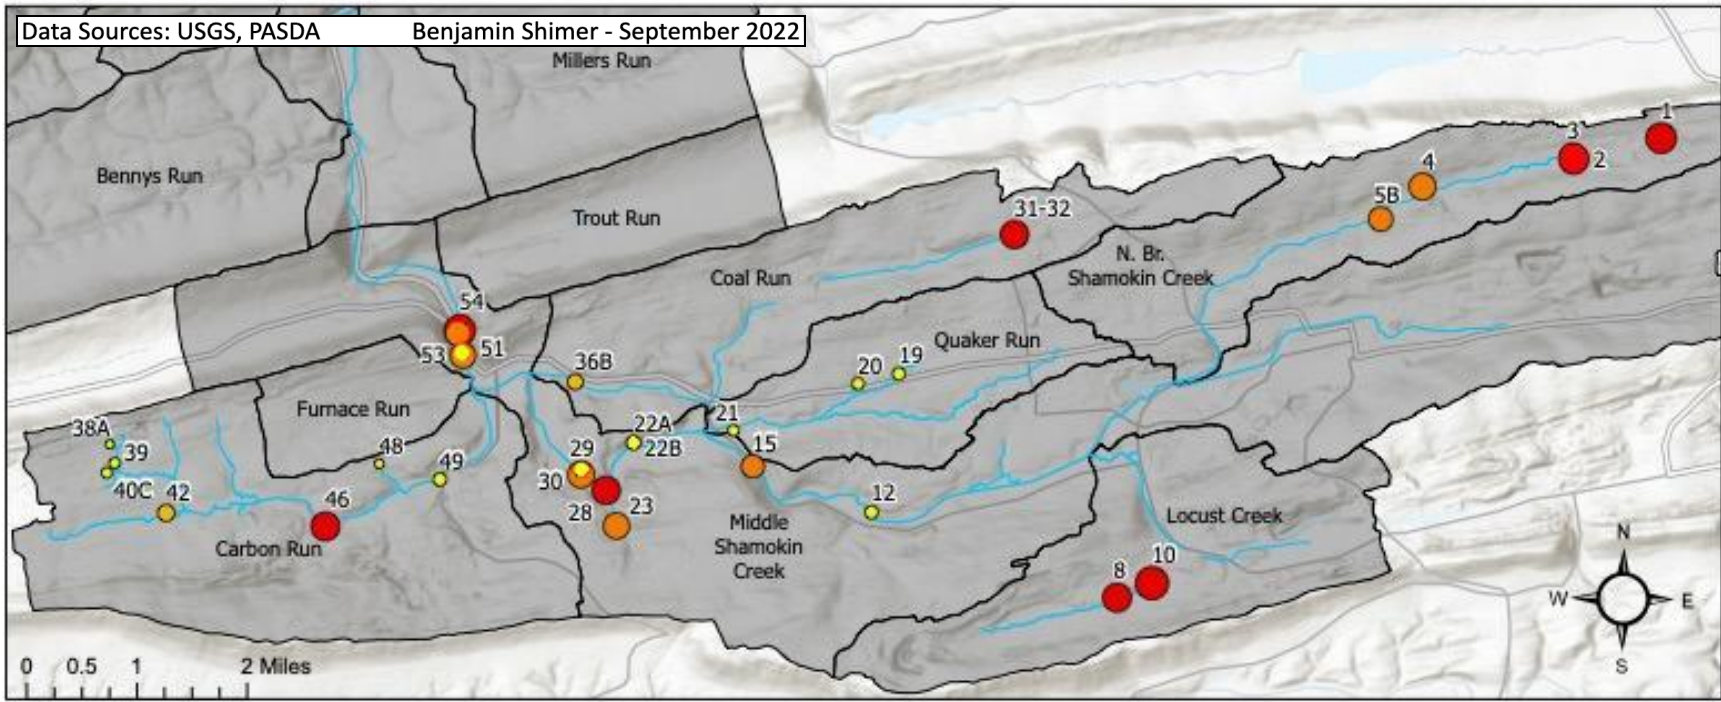 Data Sources: USGS, PASDA Benjamin Shimer - September 2022
Millers Run
Bennys Run
Trout Run
Coal Run
N. Br.
Shamokin Creek
Quaker Run
Furnace Run
Carbon Run
Middle
Shamokin
Creek
Locust Creek
1
3
2
4
5B
31-32
54
53
51
36B
20
19
21
22A
22B
15
29
30
28
23
12
38A
39
40C
42
48
49
46
8
10
N
W
E
S
0 0.5 1 2 Miles